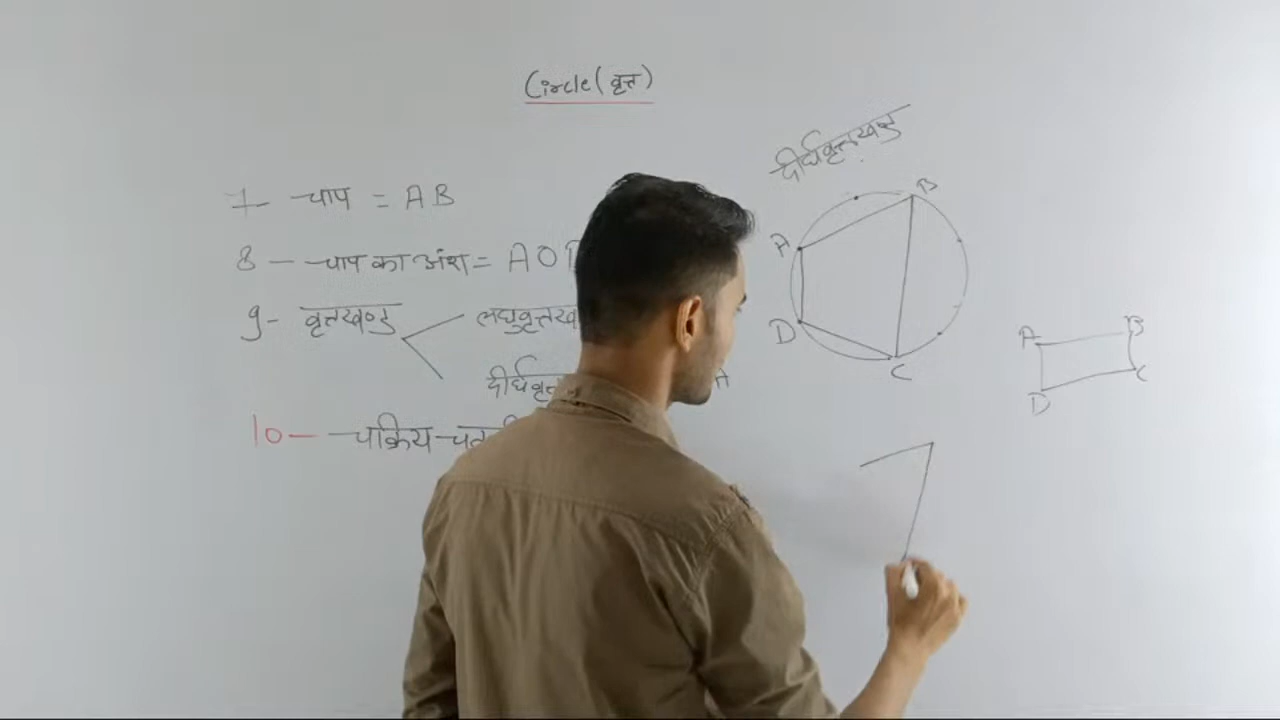 Circle (वृत्त)
7- चाप = AB
8 - चाप का अंश = AO
9- वृत्तखण्ड
लघुवृत्तख
दीर्घवृत्त
10- चक्रिय-चतु
दीर्घवृत्तखण्ड
A
B
C
D
A
B
C
D